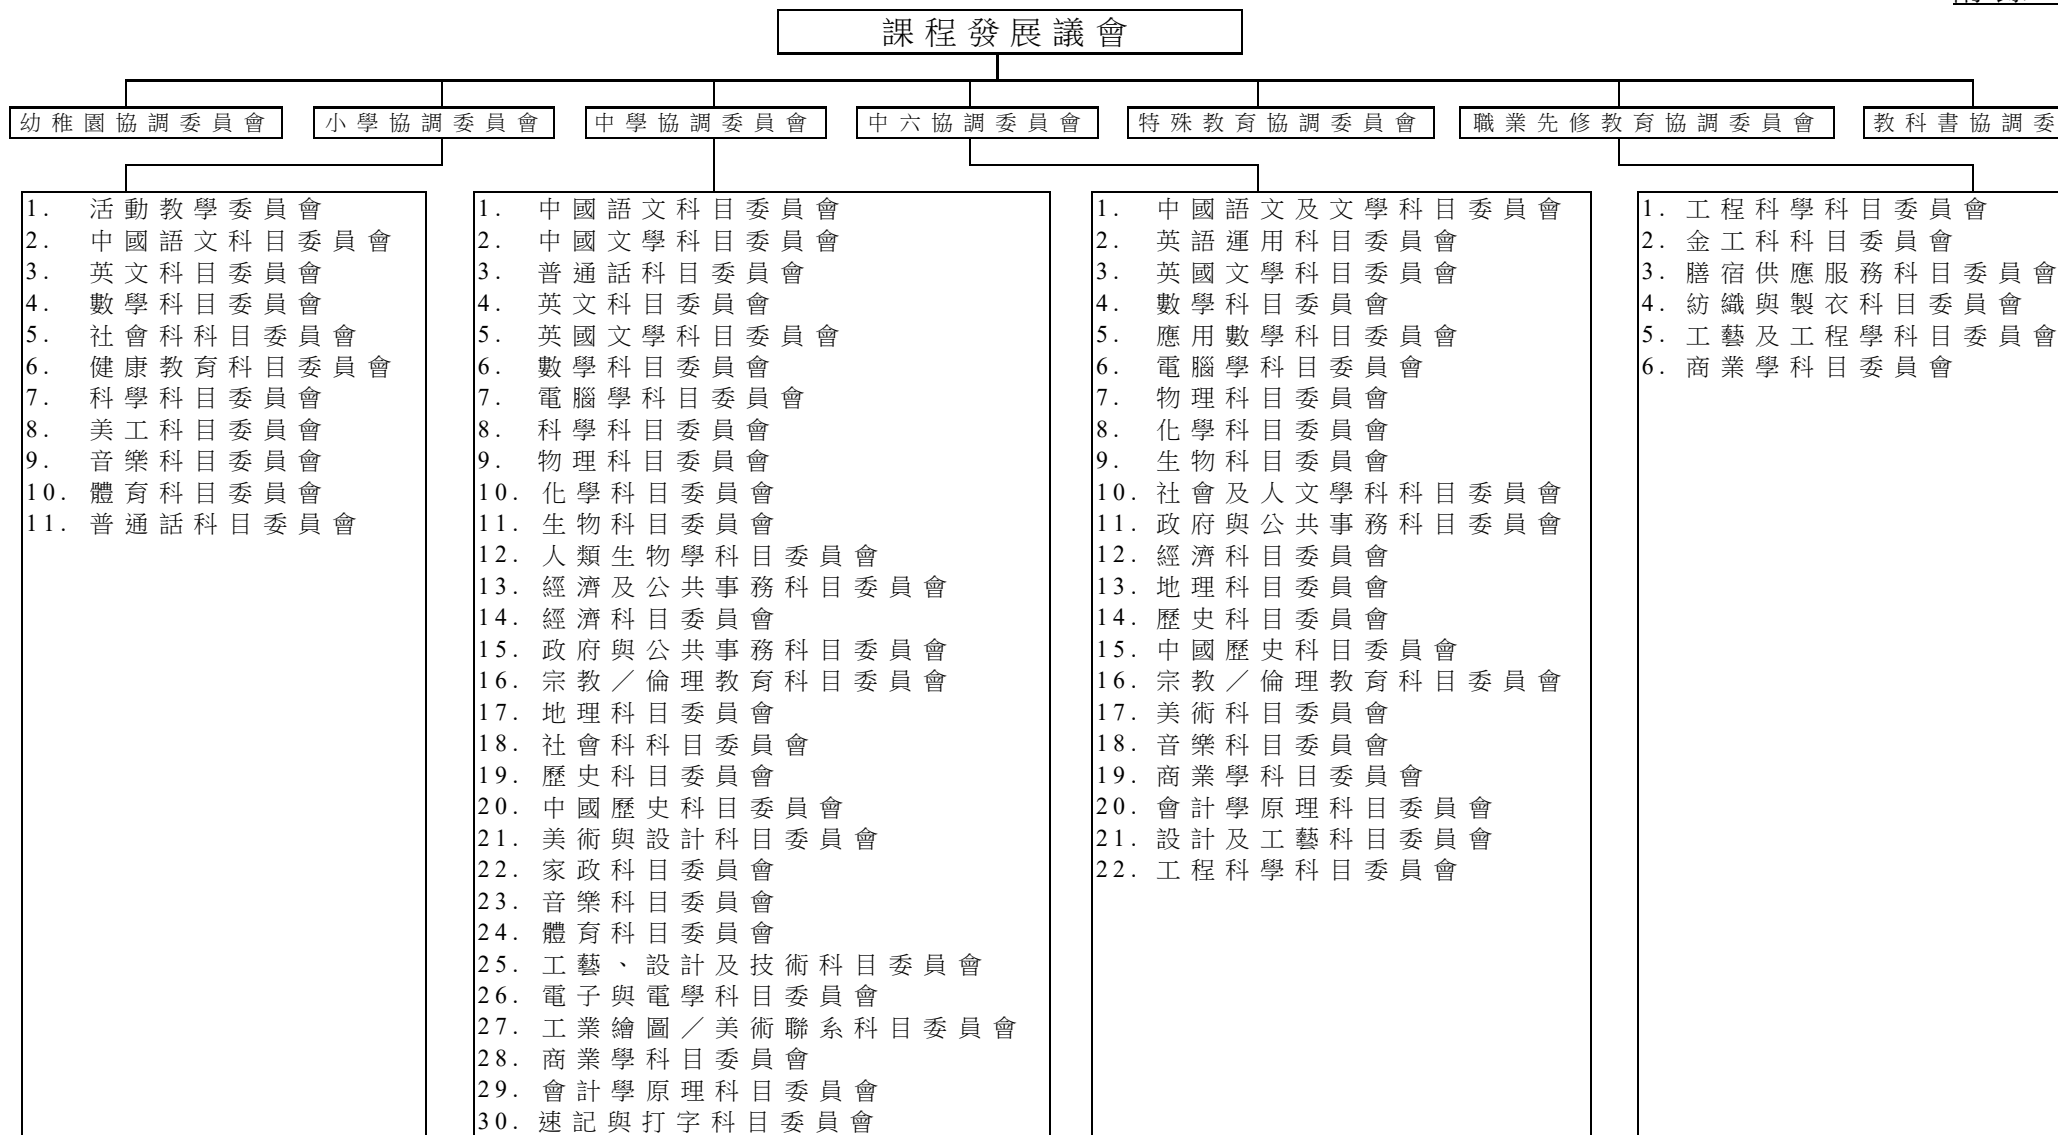 課程發展議會
幼稚園協調委員會
小學協調委員會
中學協調委員會
中六協調委員會
特殊教育協調委員會
職業先修教育協調委員會
教科書協調委
1. 活動教學委員會
2. 中國語文科目委員會
3. 英文科目委員會
4. 數學科目委員會
5. 社會科科目委員會
6. 健康教育科目委員會
7. 科學科目委員會
8. 美工科目委員會
9. 音樂科目委員會
10. 體育科目委員會
11. 普通話科目委員會
1. 中國語文科目委員會
2. 中國文學科目委員會
3. 普通話科目委員會
4. 英文科目委員會
5. 英國文學科目委員會
6. 數學科目委員會
7. 電腦學科目委員會
8. 科學科目委員會
9. 物理科目委員會
10. 化學科目委員會
11. 生物科目委員會
12. 人類生物學科目委員會
13. 經濟及公共事務科目委員會
14. 經濟科目委員會
15. 政府與公共事務科目委員會
16. 宗教／倫理教育科目委員會
17. 地理科目委員會
18. 社會科科目委員會
19. 歷史科目委員會
20. 中國歷史科目委員會
21. 美術與設計科目委員會
22. 家政科目委員會
23. 音樂科目委員會
24. 體育科目委員會
25. 工藝、設計及技術科目委員會
26. 電子與電學科目委員會
27. 工業繪圖／美術聯系科目委員會
28. 商業學科目委員會
29. 會計學原理科目委員會
30. 速記與打字科目委員會
1. 中國語文及文學科目委員會
2. 英語運用科目委員會
3. 英國文學科目委員會
4. 數學科目委員會
5. 應用數學科目委員會
6. 電腦學科目委員會
7. 物理科目委員會
8. 化學科目委員會
9. 生物科目委員會
10. 社會及人文學科科目委員會
11. 政府與公共事務科目委員會
12. 經濟科目委員會
13. 地理科目委員會
14. 歷史科目委員會
15. 中國歷史科目委員會
16. 宗教／倫理教育科目委員會
17. 美術科目委員會
18. 音樂科目委員會
19. 商業學科目委員會
20. 會計學原理科目委員會
21. 設計及工藝科目委員會
22. 工程科學科目委員會
1. 工程科學科目委員會
2. 金工科科目委員會
3. 膳宿供應服務科目委員會
4. 紡織與製衣科目委員會
5. 工藝及工程學科目委員會
6. 商業學科目委員會